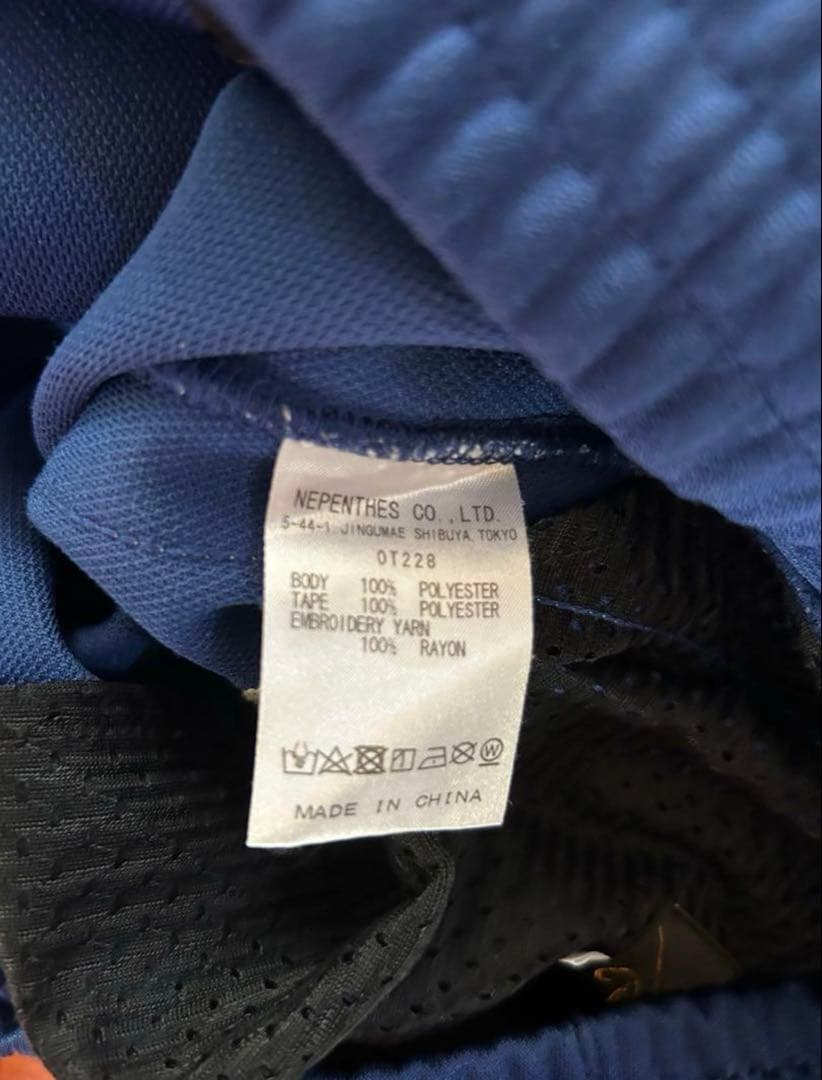 NEPENTHES CO.,LTD.
5-44-1 JINGUMAE SHIBUYA, TOKYO
OT228
BODY 100% POLYESTER
TAPE 100% POLYESTER
EMBROIDERY YARN
100% RAYON
MADE IN CHINA